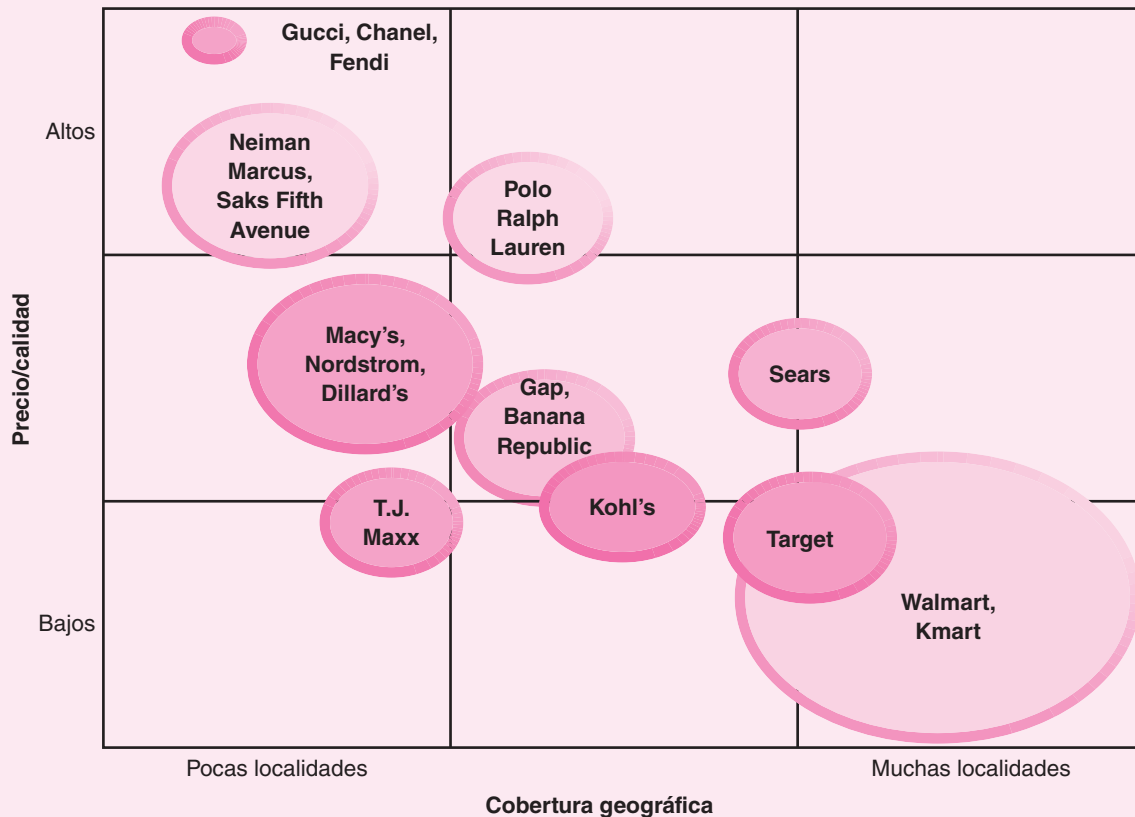 Gucci, Chanel,
Fendi
Altos
Neiman
Marcus,
Saks Fifth
Avenue
Polo
Ralph
Lauren
Precio/calidad
Macy’s,
Nordstrom,
Dillard’s
Sears
Gap,
Banana
Republic
T.J.
Maxx
Kohl’s
Target
Walmart,
Kmart
Bajos
Pocas localidades
Muchas localidades
Cobertura geográfica